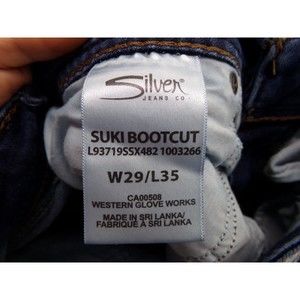 Silver
JEANS CO
SUKI BOOTCUT
L93719SSX482 1003266
W29/L35
CA00508
WESTERN GLOVE WORKS
MADE IN SRI LANKA/
FABRIQUÉ À SRI LANKA/